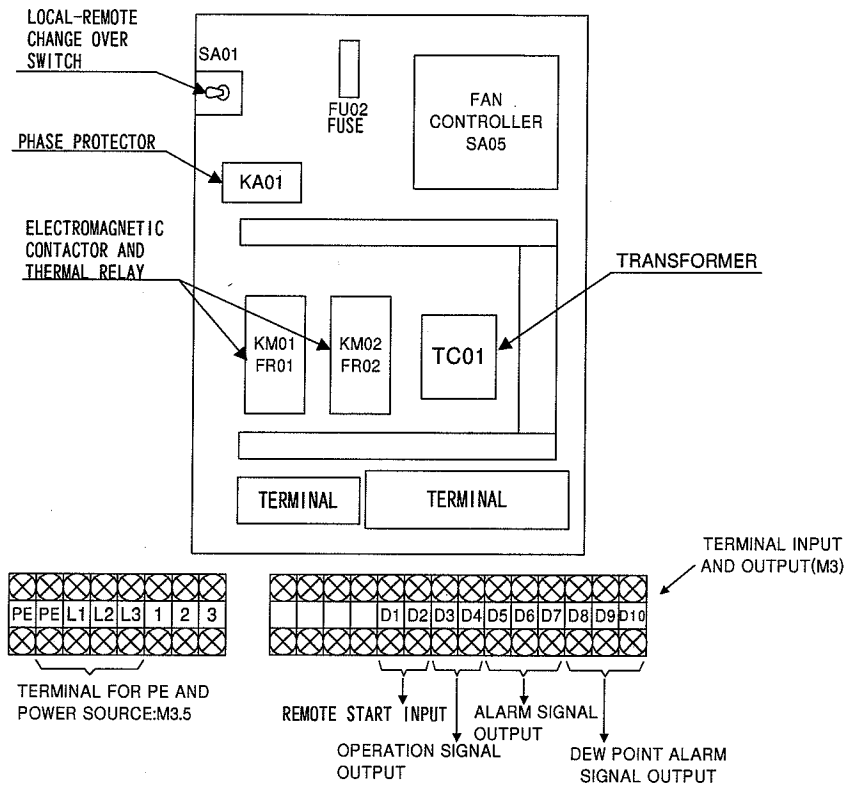 LOCAL-REMOTE
CHANGE OVER
SWITCH
SA01
FU02
FUSE
FAN
CONTROLLER
SA05
PHASE PROTECTOR
KA01
ELECTROMAGNETIC
CONTACTOR AND
THERMAL RELAY
TRANSFORMER
KM01
FR01
KM02
FR02
TC01
TERMINAL
TERMINAL
TERMINAL INPUT
AND OUTPUT(M3)
PE PE L1 L2 L3 1 2 3
D1 D2 D3 D4 D5 D6 D7 D8 D9 D10
TERMINAL FOR PE AND
POWER SOURCE:M3.5
REMOTE START INPUT
ALARM SIGNAL
OUTPUT
OPERATION SIGNAL
OUTPUT
DEW POINT ALARM
SIGNAL OUTPUT